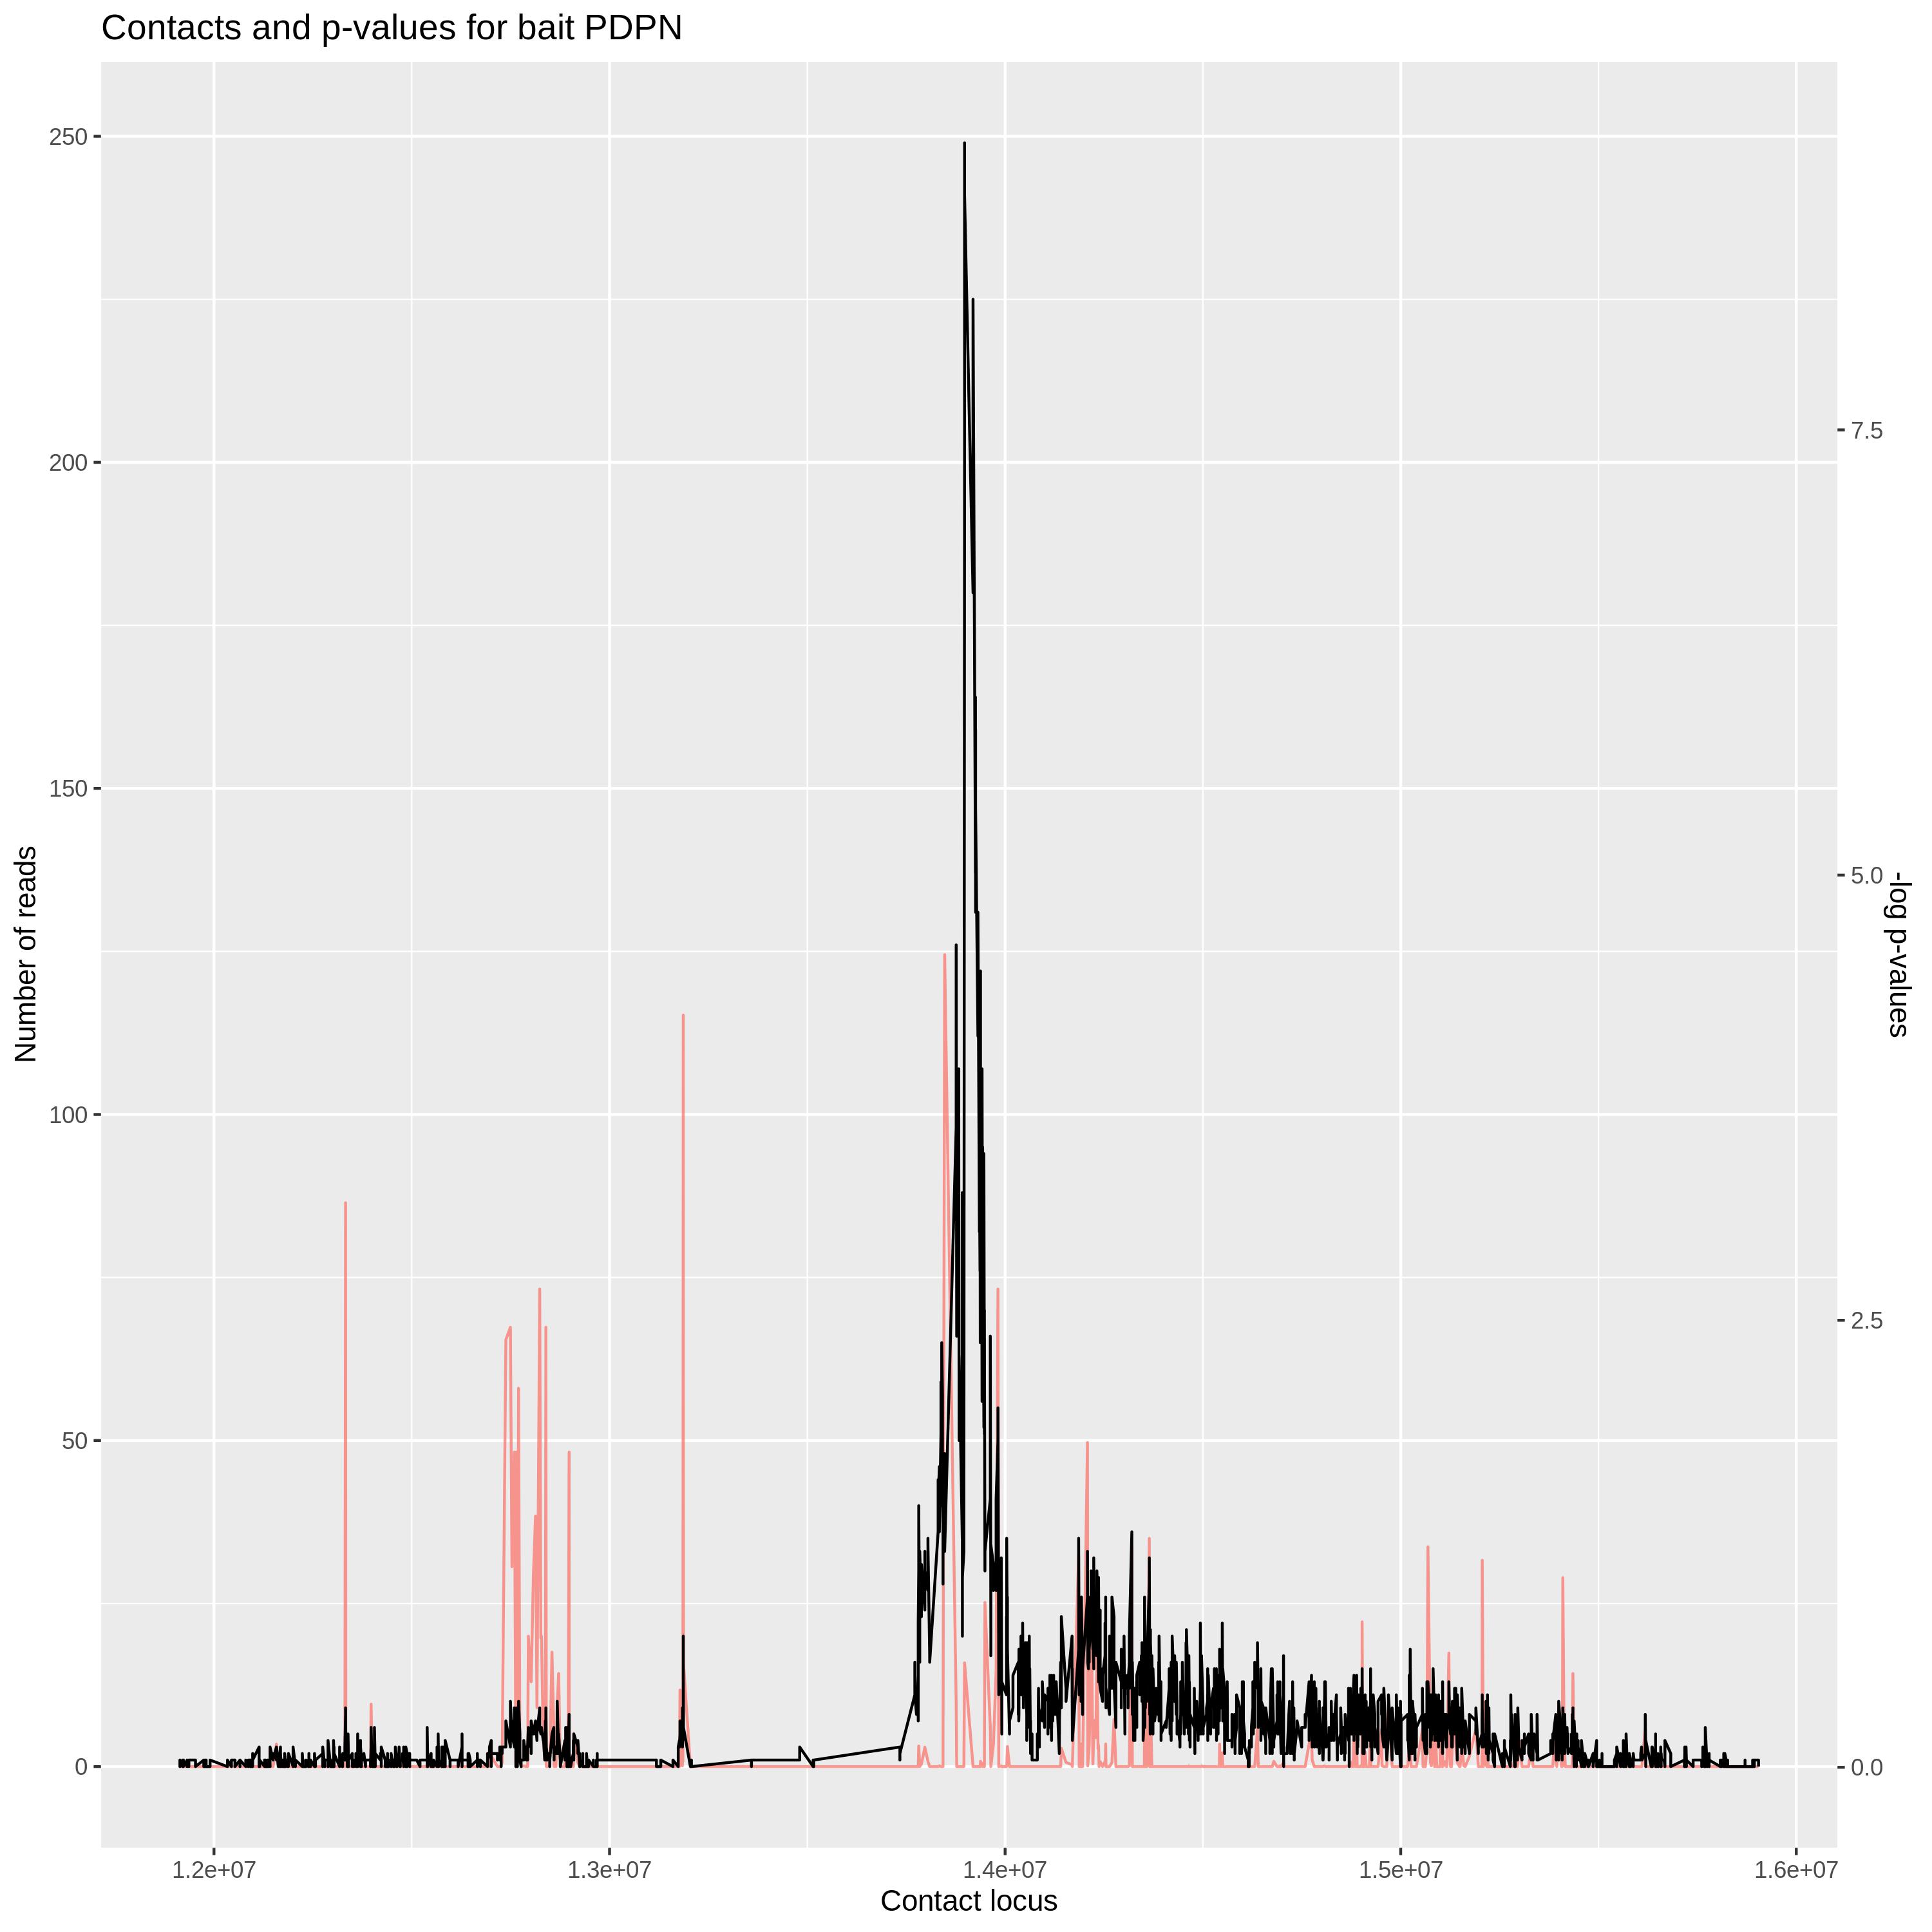 Contacts and p-values for bait PDPN
250
200
150
100
50
0
Number of reads
7.5
5.0
2.5
0.0
-log p-values
1.2e+07
1.3e+07
1.4e+07
1.5e+07
1.6e+07
Contact locus